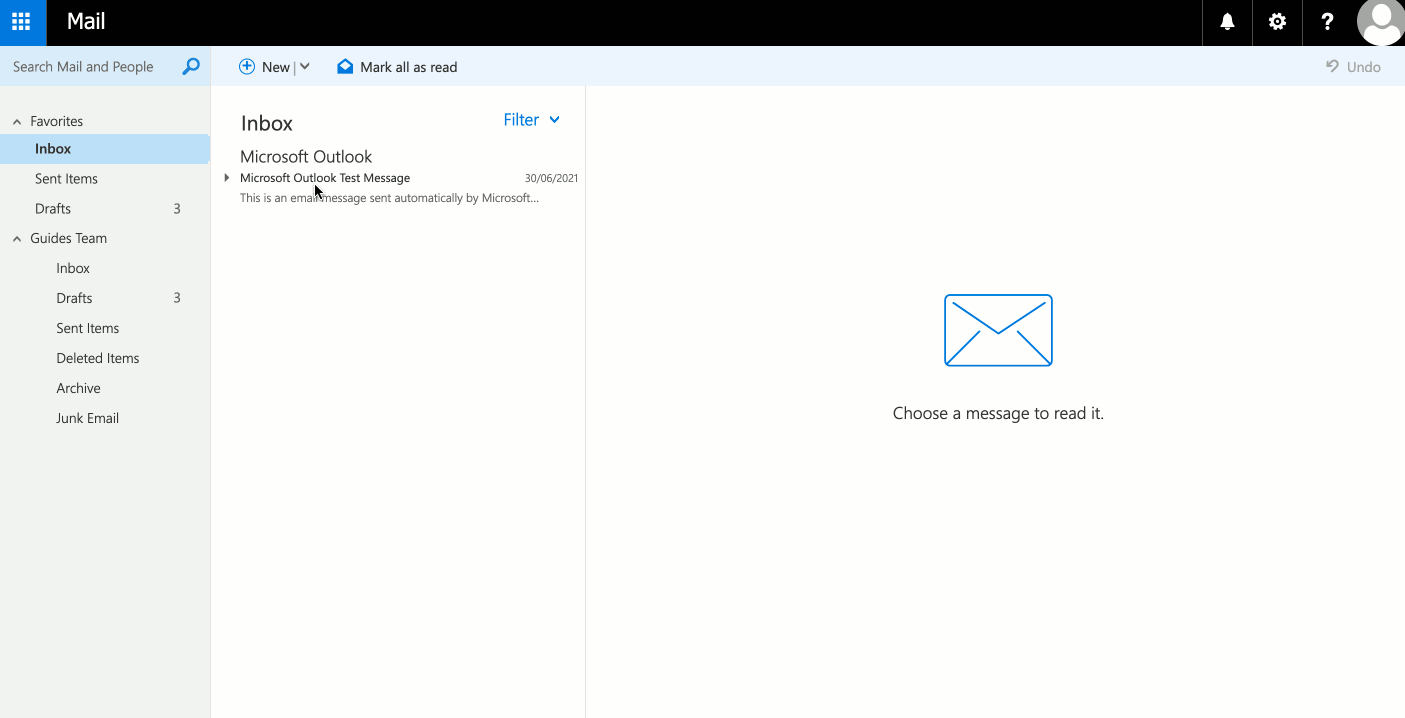 Mail
?
Search Mail and People
New
Mark all as read
Undo
Favorites
Inbox
Sent Items
Drafts 3
Guides Team
Inbox
Drafts 3
Sent Items
Deleted Items
Archive
Junk Email
Inbox
Filter
Microsoft Outlook
Microsoft Outlook Test Message 30/06/2021
This is an email message sent automatically by Microsoft...
Choose a message to read it.